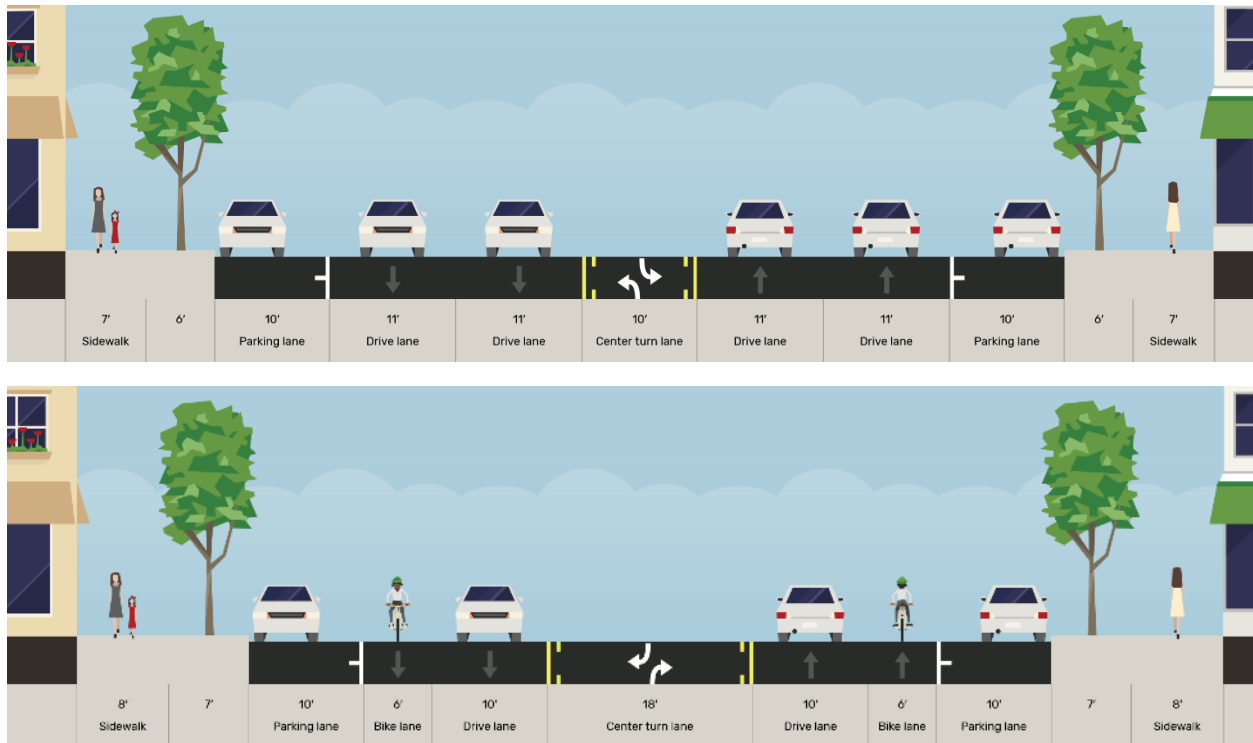 7' 6' 10' 11' 11' 10' 11' 11' 10' 6' 7'
Sidewalk Parking lane Drive lane Drive lane Center turn lane Drive lane Drive lane Parking lane Sidewalk
8' 7' 10' 6' 10' 18' 10' 6' 10' 7' 8'
Sidewalk Parking lane Bike lane Drive lane Center turn lane Drive lane Bike lane Parking lane Sidewalk